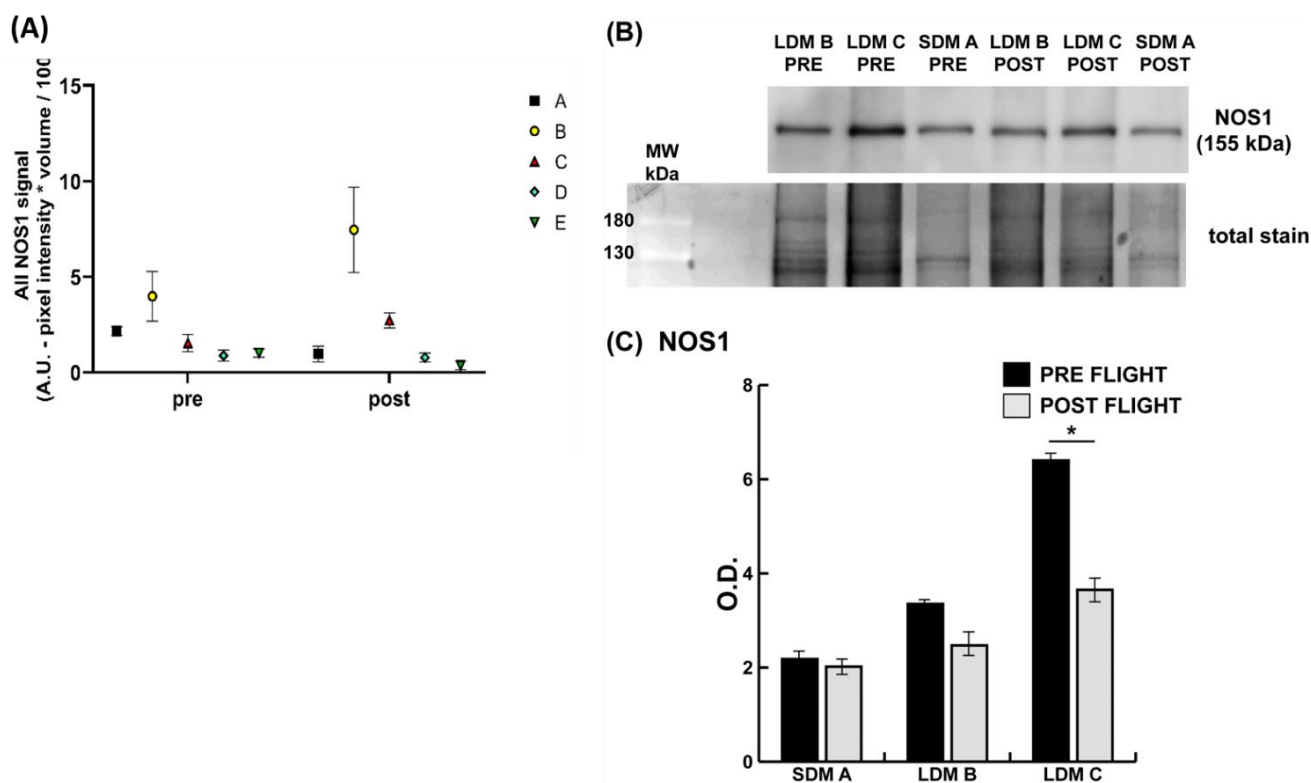 (A)
All NOS1 signal
(A.U. - pixel intensity * volume / 100
15
10
5
0
pre
post
A
B
C
D
E
(B)
LDM B LDM C SDM A LDM B LDM C SDM A
PRE PRE PRE POST POST POST
NOS1
(155 kDa)
MW
kDa
180
130
total stain
(C) NOS1
PRE FLIGHT
POST FLIGHT
*
O.D.
8
6
4
2
0
SDM A LDM B LDM C